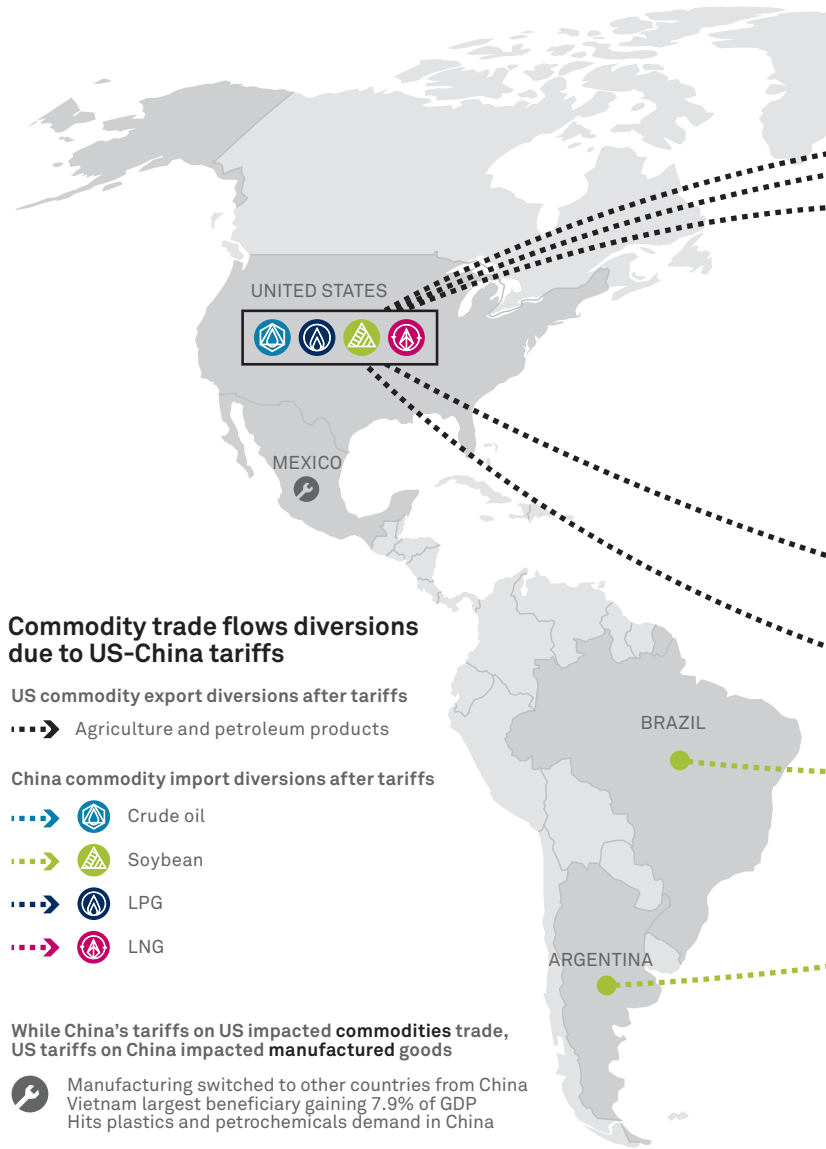 UNITED STATES
MEXICO
Commodity trade flows diversions
due to US-China tariffs
US commodity export diversions after tariffs
Agriculture and petroleum products
China commodity import diversions after tariffs
Crude oil
Soybean
LPG
LNG
BRAZIL
ARGENTINA
While China’s tariffs on US impacted commodities trade,
US tariffs on China impacted manufactured goods
Manufacturing switched to other countries from China
Vietnam largest beneficiary gaining 7.9% of GDP
Hits plastics and petrochemicals demand in China